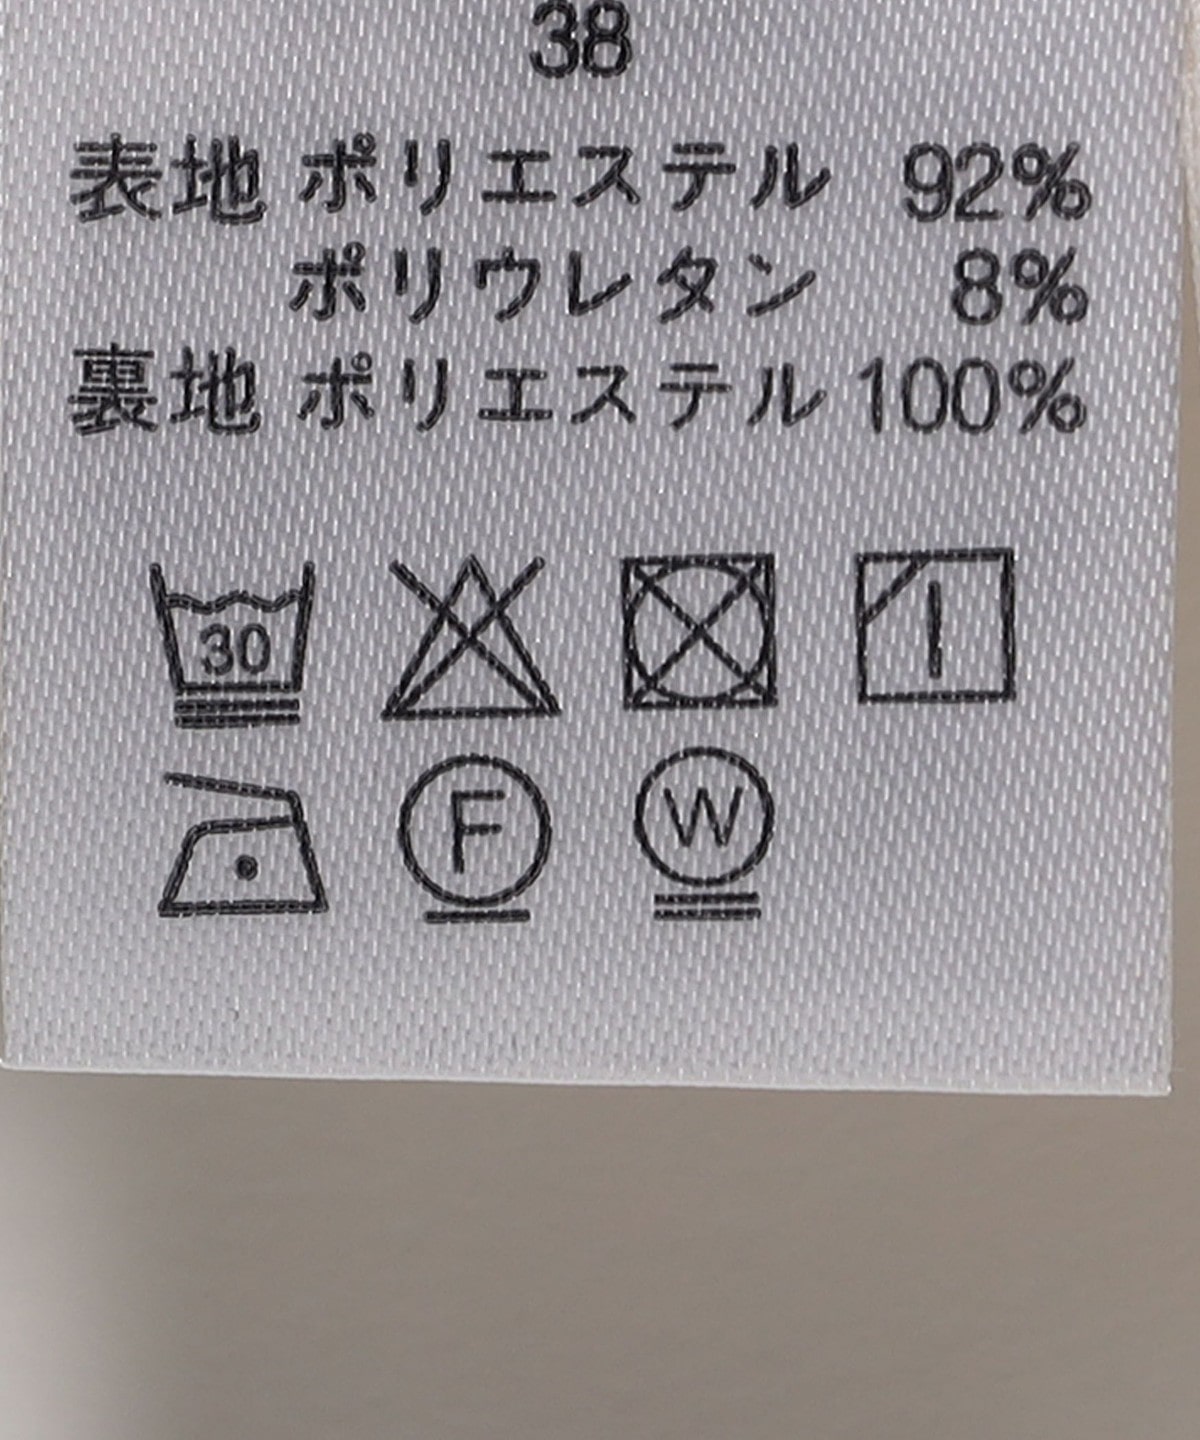 38
表地 ポリエステル 92%
ポリウレタン 8%
裏地 ポリエステル 100%
30
F W